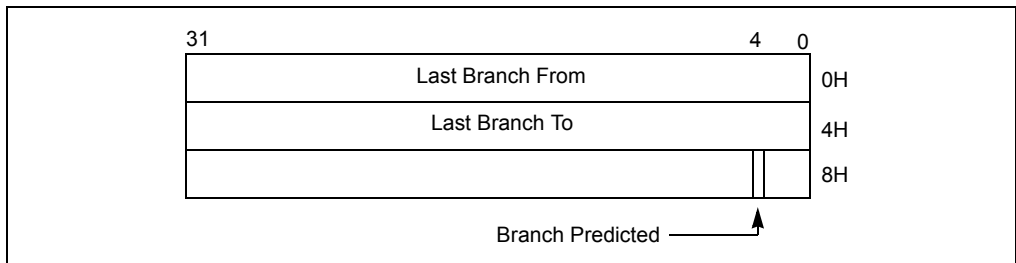 31 4 0
Last Branch From 0H
Last Branch To 4H
8H
Branch Predicted